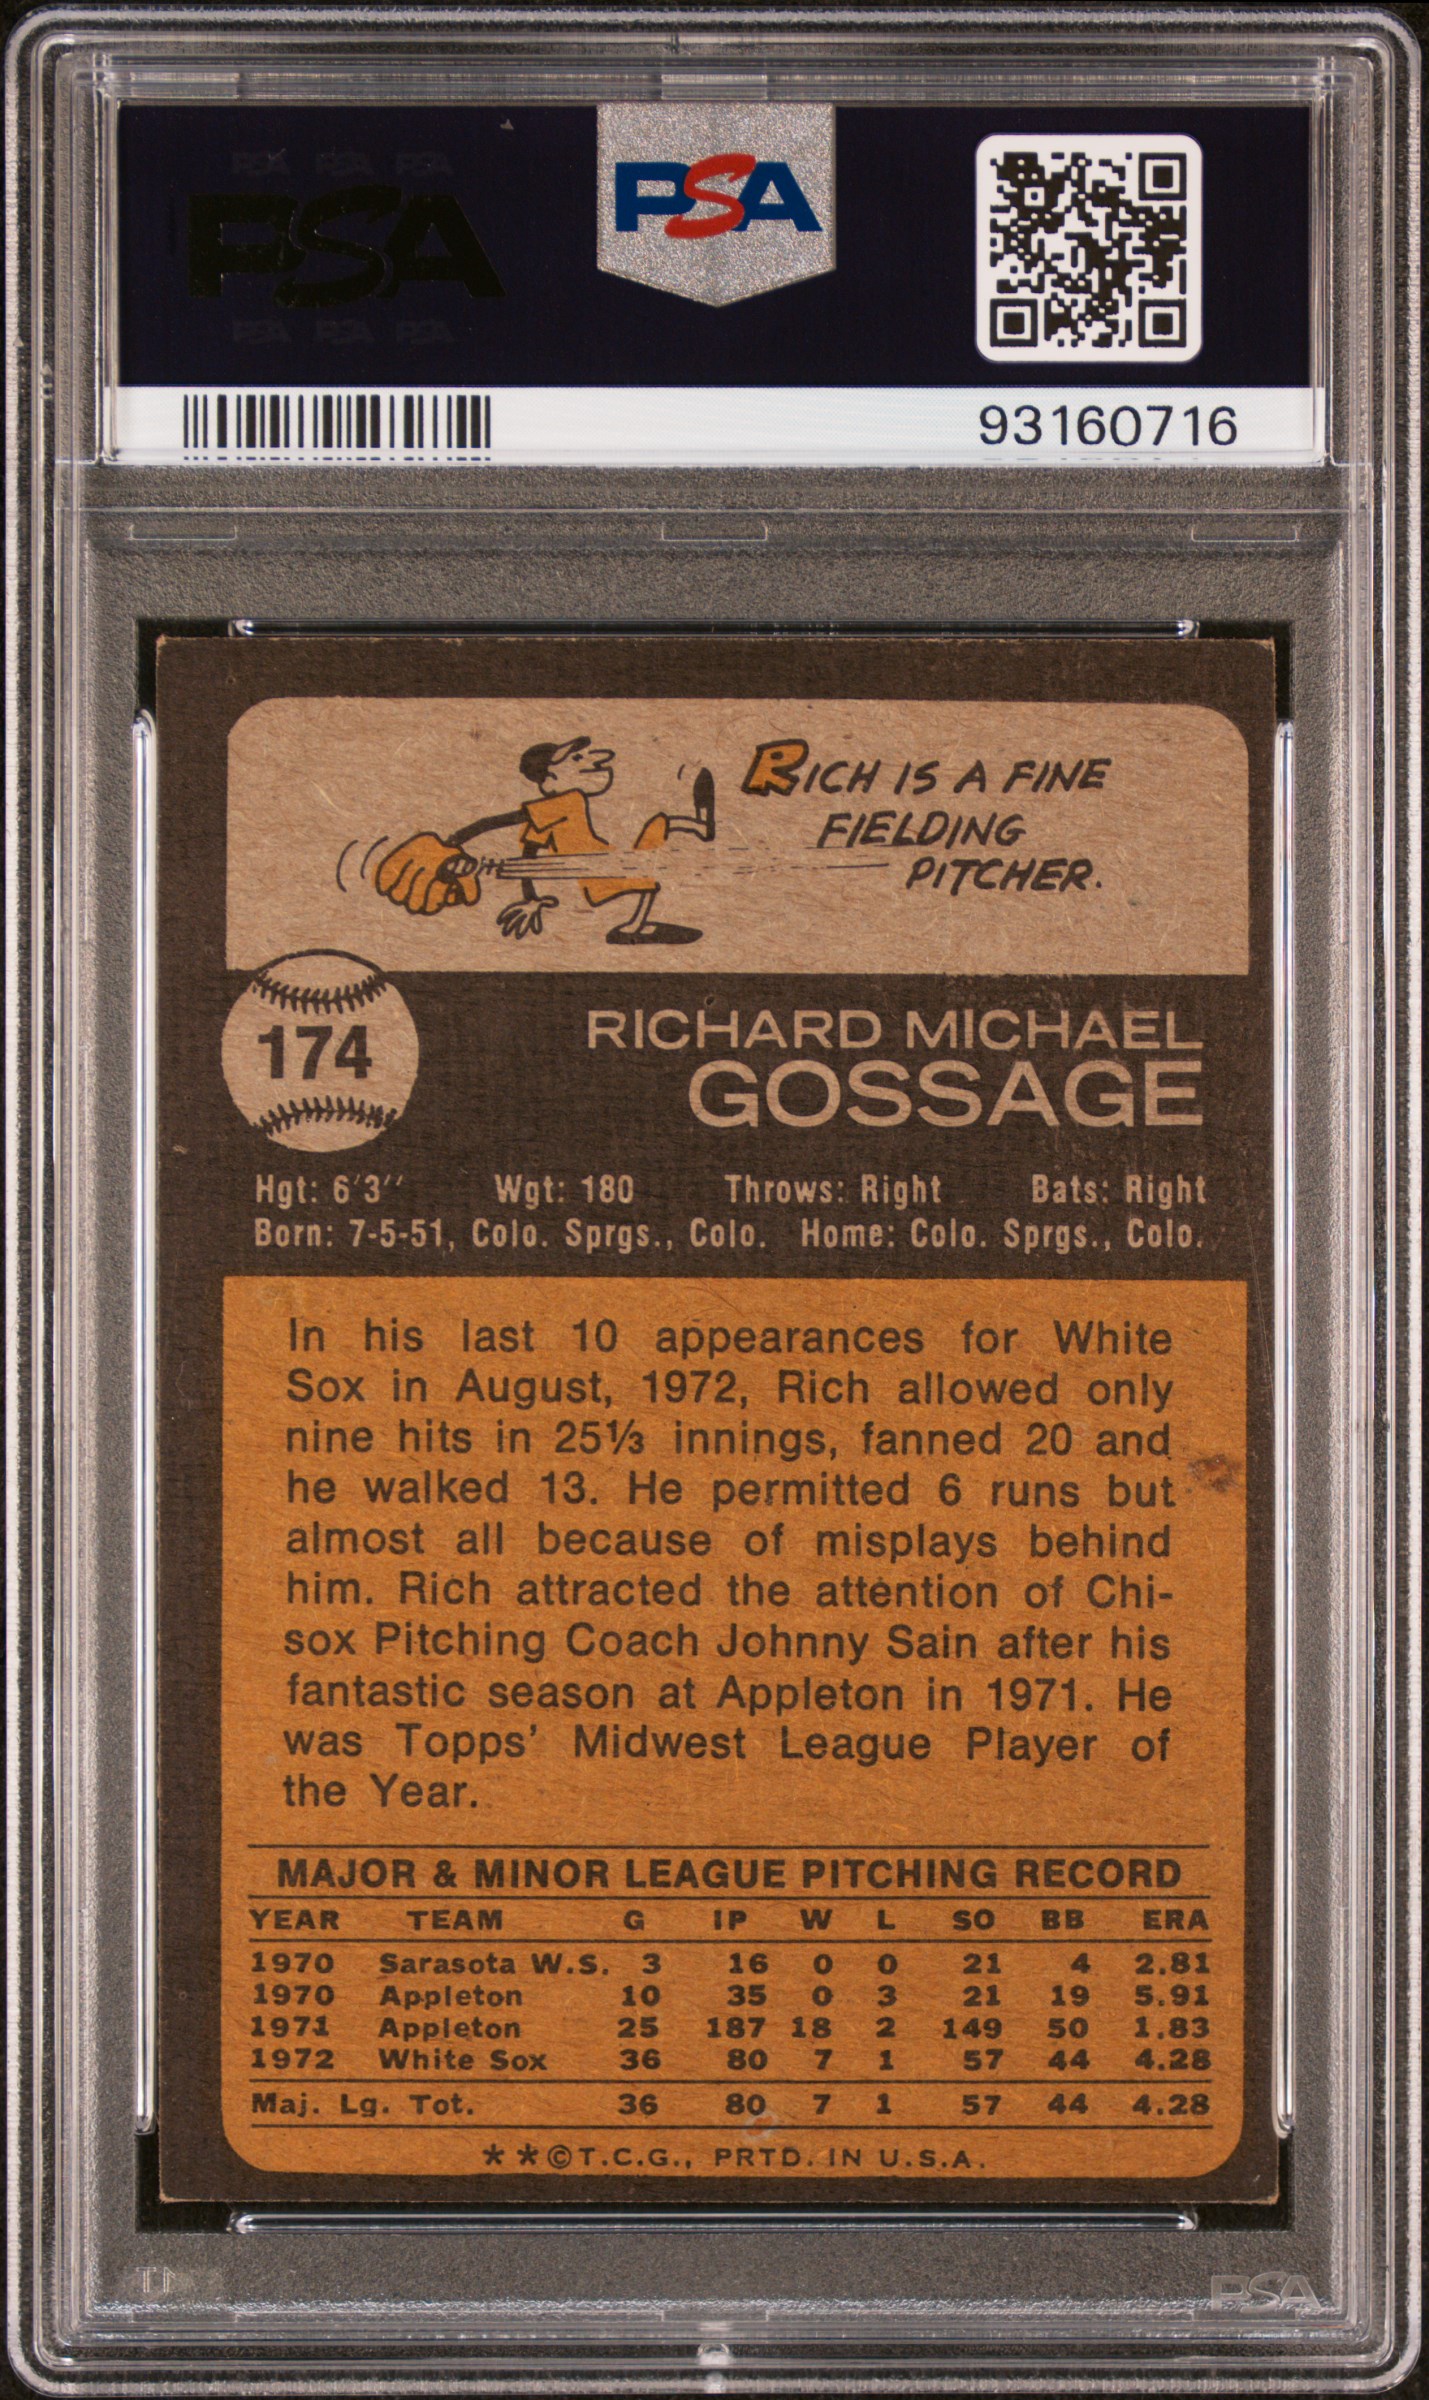 PSA PSA PSA
PSA
PSA PSA PSA
PSA
93160716
RICH IS A FINE
FIELDING
PITCHER.
174
RICHARD MICHAEL
GOSSAGE
Hgt: 6'3" Wgt: 180 Throws: Right Bats: Right
Born: 7-5-51, Colo. Sprgs., Colo. Home: Colo. Sprgs., Colo.
In his last 10 appearances for White
Sox in August, 1972, Rich allowed only
nine hits in 25⅓ innings, fanned 20 and
he walked 13. He permitted 6 runs but
almost all because of misplays behind
him. Rich attracted the attention of Chi-
sox Pitching Coach Johnny Sain after his
fantastic season at Appleton in 1971. He
was Topps' Midwest League Player of
the Year.
MAJOR & MINOR LEAGUE PITCHING RECORD
YEAR TEAM G IP W L SO BB ERA
1970 Sarasota W.S. 3 16 0 0 21 4 2.81
1970 Appleton 10 35 0 3 21 19 5.91
1971 Appleton 25 187 18 2 149 50 1.83
1972 White Sox 36 80 7 1 57 44 4.28
Maj. Lg. Tot. 36 80 7 1 57 44 4.28
**©T.C.G., PRTD. IN U.S.A.
PSA